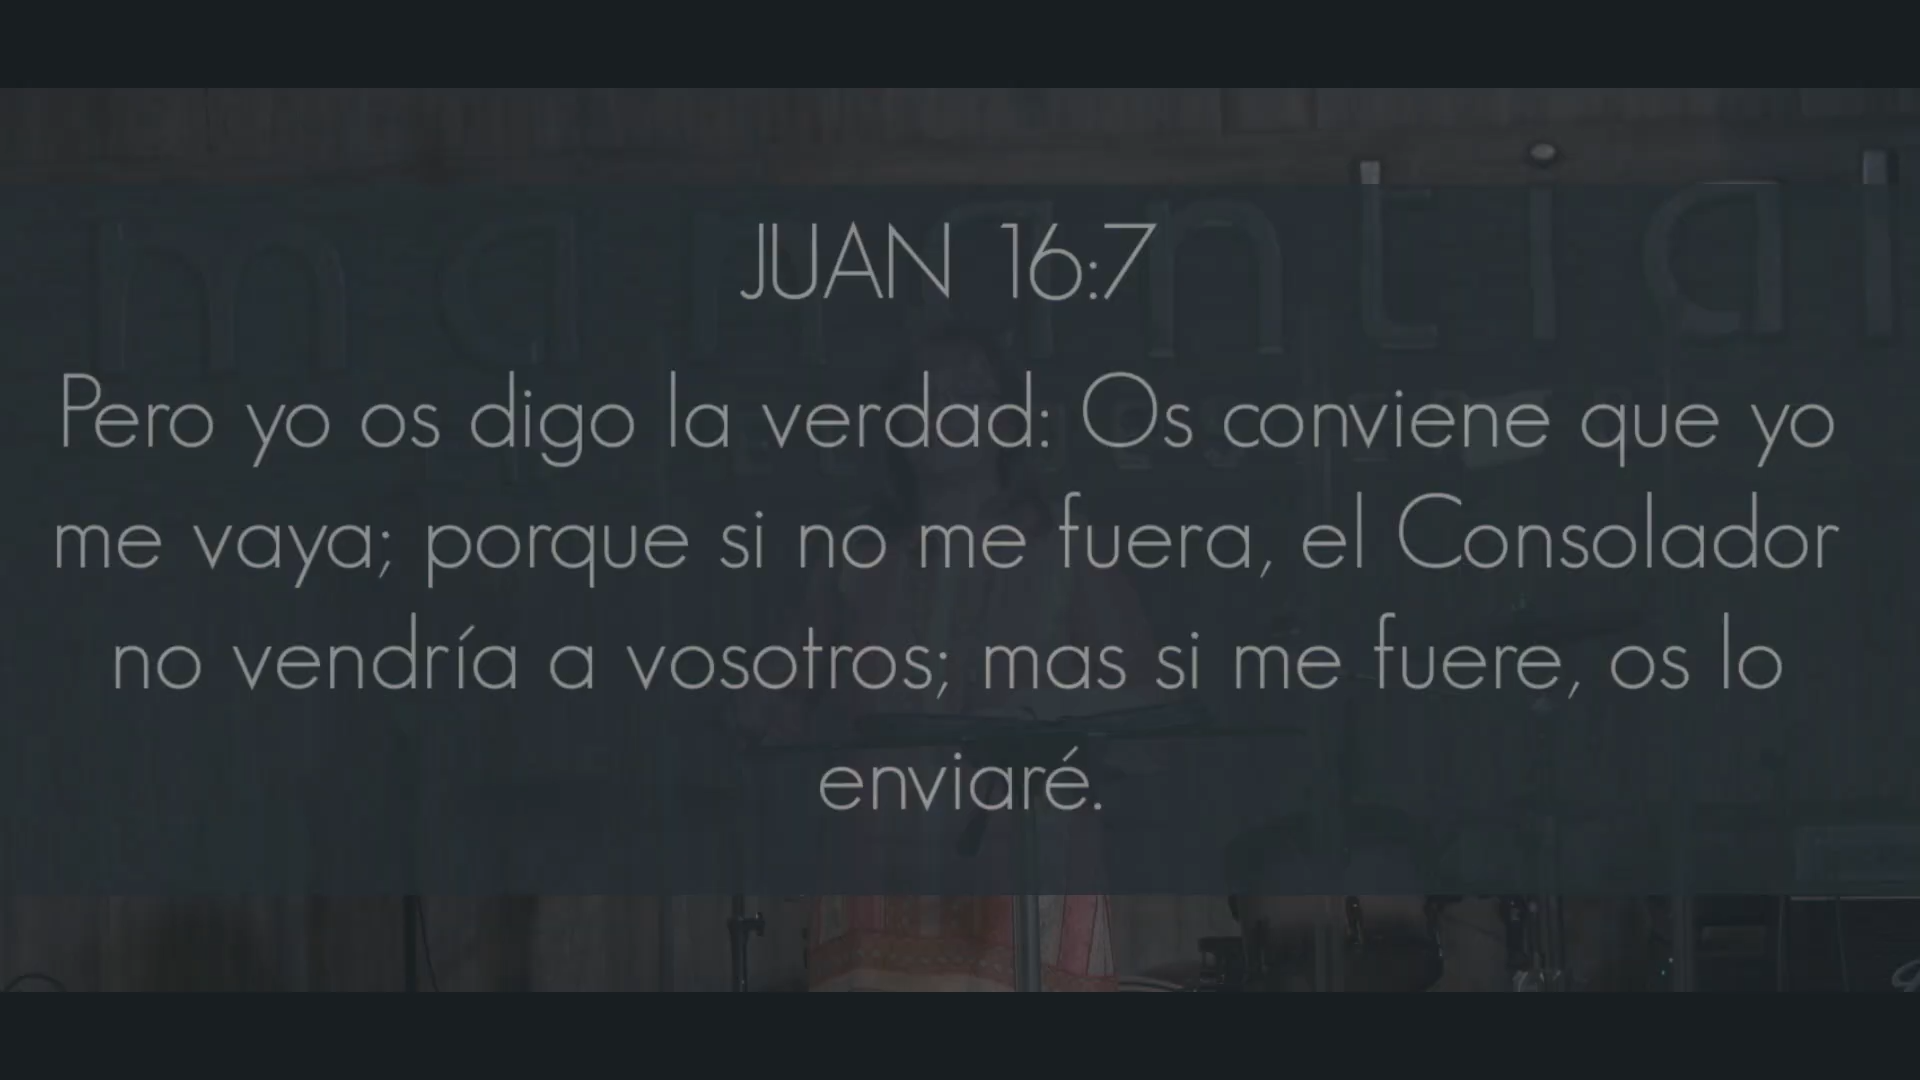 manantial
JUAN 16:7
Pero yo os digo la verdad: Os conviene que yo
me vaya; porque si no me fuera, el Consolador
no vendría a vosotros; mas si me fuere, os lo
enviaré.